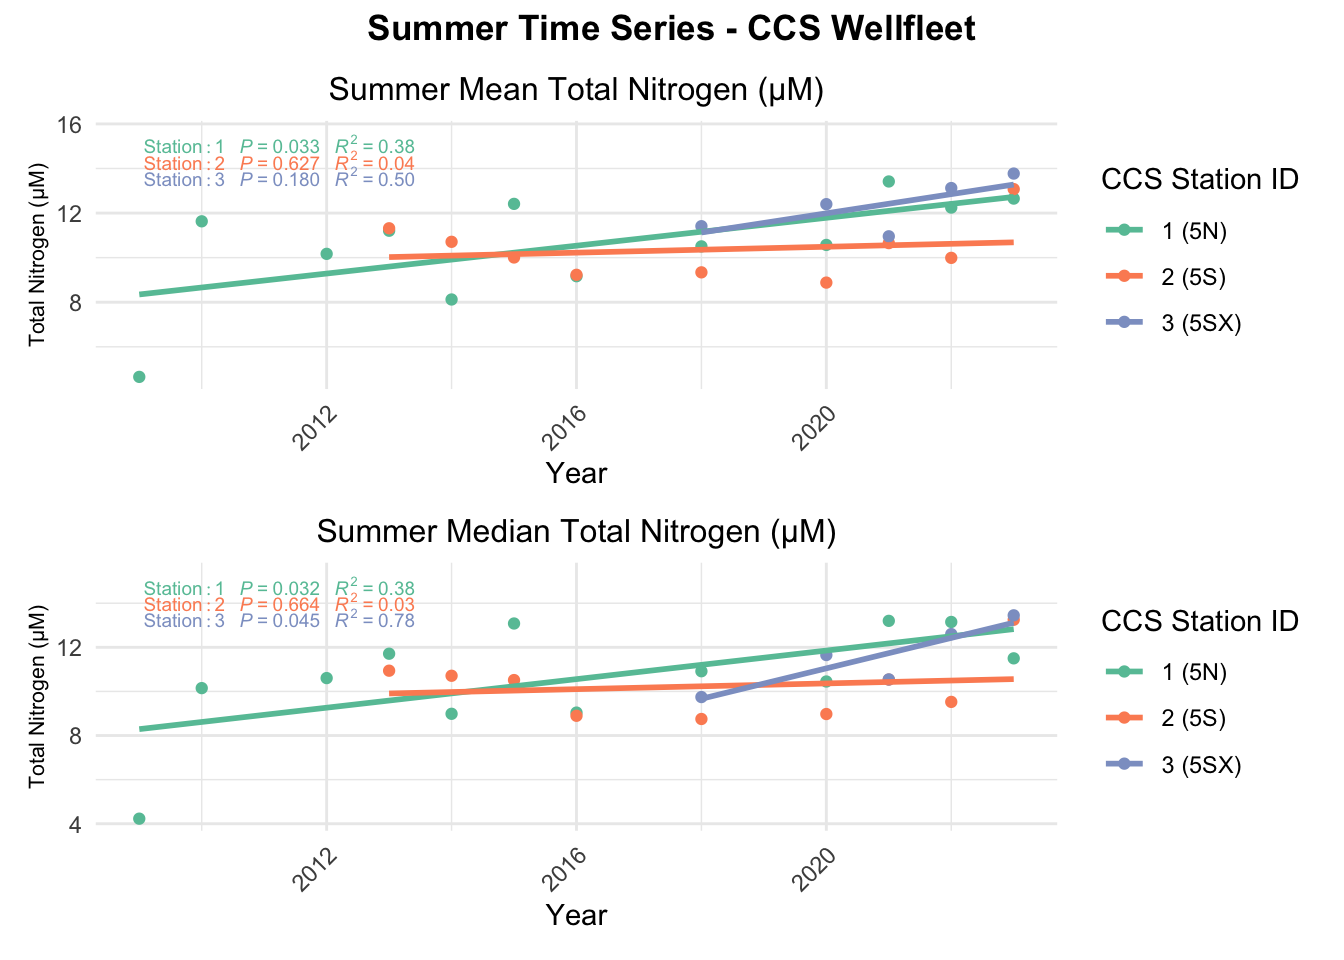 Summer Time Series - CCS Wellfleet
Summer Mean Total Nitrogen (µM)
Total Nitrogen (µM)
16
12
8
Station : 1 P = 0.033 R² = 0.38
Station : 2 P = 0.627 R² = 0.04
Station : 3 P = 0.180 R² = 0.50
2012
2016
2020
Year
CCS Station ID
1 (5N)
2 (5S)
3 (5SX)
Summer Median Total Nitrogen (µM)
Total Nitrogen (µM)
12
8
4
Station : 1 P = 0.032 R² = 0.38
Station : 2 P = 0.664 R² = 0.03
Station : 3 P = 0.045 R² = 0.78
2012
2016
2020
Year
CCS Station ID
1 (5N)
2 (5S)
3 (5SX)